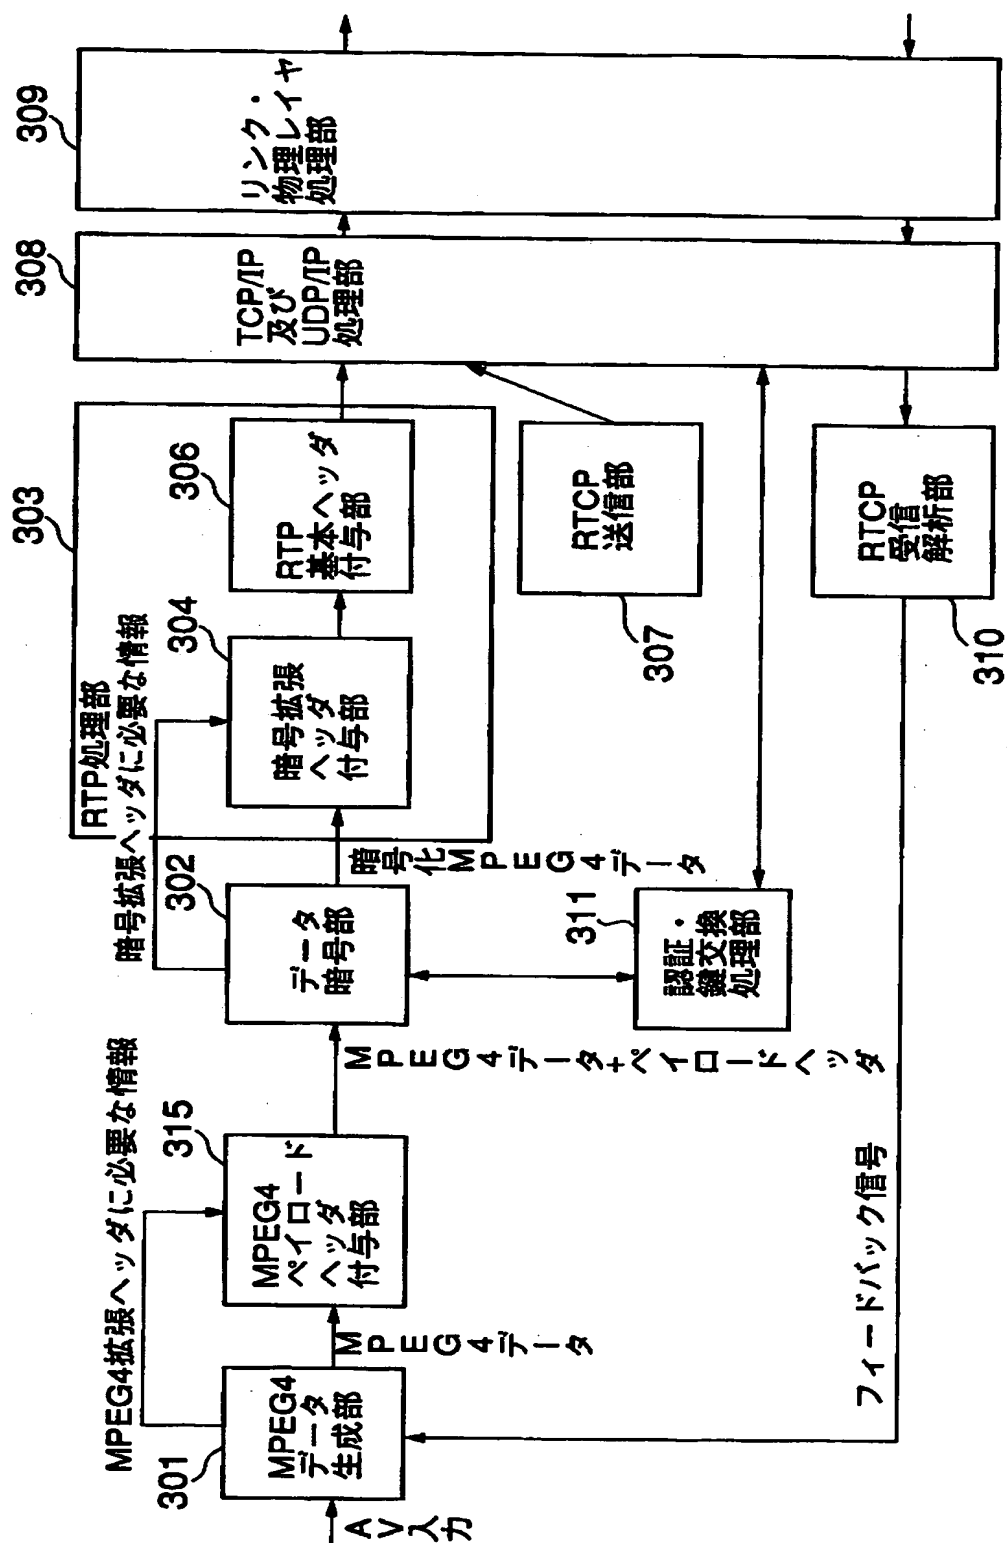 303
308
309
RTP処理部
暗号拡張ヘッダに必要な情報
MPEG4拡張ヘッダに必要な情報
301
315
302
304
306
AV入力
MPEG4
データ
生成部
MPEG4データ
MPEG4
ペイロード
ヘッダ
付与部
MPEG4データ+ペイロードヘッダ
データ
暗号部
暗号化MPEG4データ
暗号拡張
ヘッダ
付与部
RTP
基本ヘッダ
付与部
TCP/IP
及び
UDP/IP
処理部
リンク・
物理レイヤ
処理部
311
認証・
鍵交換
処理部
307
RTCP
送信部
フィードバック信号
310
RTCP
受信
解析部